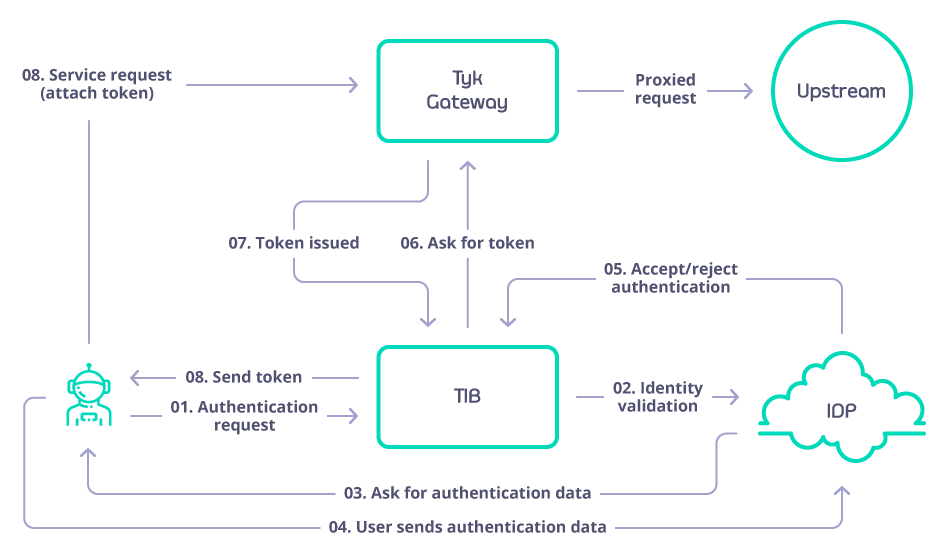 Tyk
Gateway
08. Service request
(attach token)
Proxied
request
Upstream
07. Token issued
06. Ask for token
05. Accept/reject
authentication
08. Send token
01. Authentication
request
TIB
02. Identity
validation
IDP
03. Ask for authentication data
04. User sends authentication data